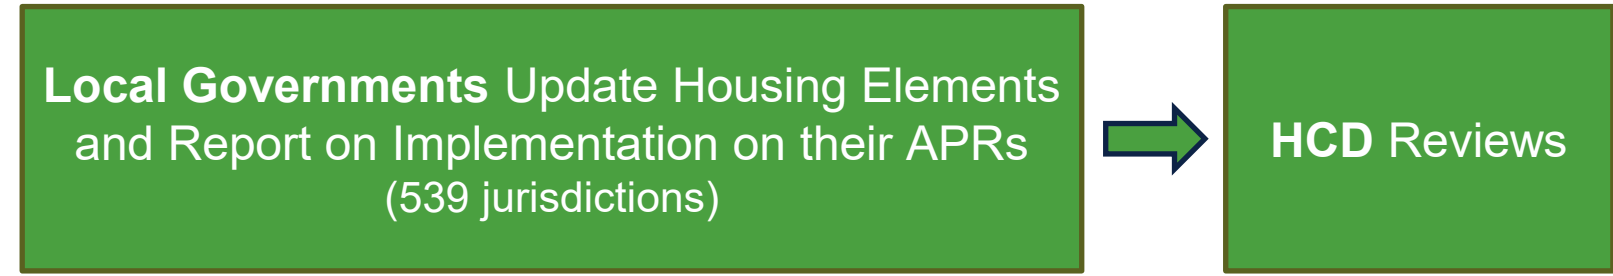 Local Governments Update Housing Elements
and Report on Implementation on their APRs
(539 jurisdictions)
HCD Reviews